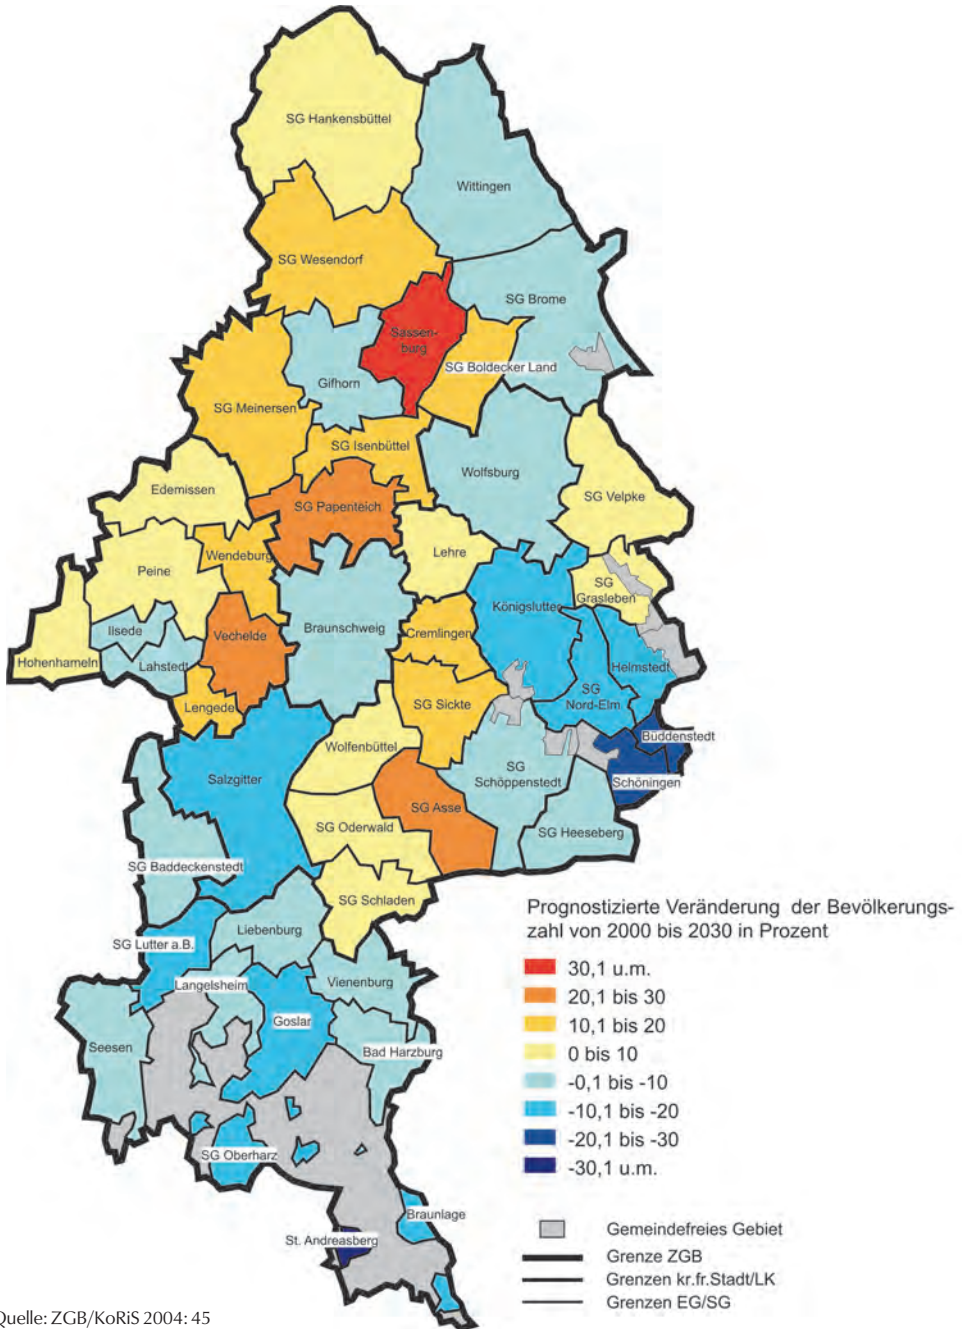 SG Hankensbüttel
Wittingen
SG Wesendorf
SG Brome
Sassen-
burg
SG Boldecker Land
Gifhorn
SG Meinersen
SG Isenbüttel
Wolfsburg
Edemissen
SG Velpke
SG Papenteich
Wendeburg
Lehre
Peine
SG
Grasleben
Königslutter
Ilsede
Vechelde
Braunschweig
Cremlingen
Hohenhameln
Lahstedt
Helmstedt
SG
Nord-Elm
Lengede
SG Sickte
Büddenstedt
Wolfenbüttel
Salzgitter
SG
Schöppenstedt
Schöningen
SG Asse
SG Oderwald
SG Heeseberg
SG Baddeckenstedt
SG Schladen
Liebenburg
SG Lutter a.B.
Langelsheim
Vienenburg
Goslar
Seesen
Bad Harzburg
SG Oberharz
Braunlage
St. Andreasberg
Prognostizierte Veränderung der Bevölkerungs-
zahl von 2000 bis 2030 in Prozent
30,1 u.m.
20,1 bis 30
10,1 bis 20
0 bis 10
-0,1 bis -10
-10,1 bis -20
-20,1 bis -30
-30,1 u.m.
Gemeindefreies Gebiet
Grenze ZGB
Grenzen kr.fr.Stadt/LK
Grenzen EG/SG
Quelle: ZGB/KoRiS 2004: 45